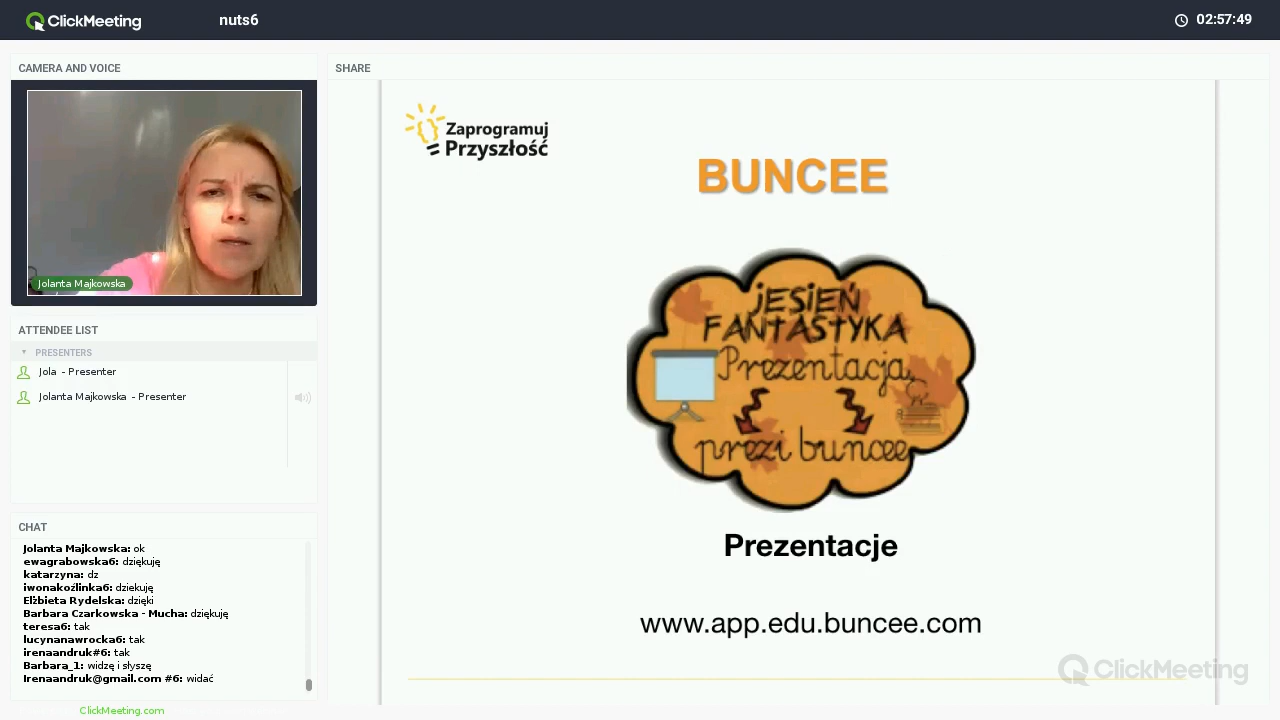 ClickMeeting
nuts6
02:57:49
CAMERA AND VOICE
Jolanta Majkowska
ATTENDEE LIST
PRESENTERS
Jola - Presenter
Jolanta Majkowska - Presenter
CHAT
Jolanta Majkowska: ok
ewagrabowska6: dziękuję
katarzyna: dz
iwonakoźlinka6: dziekuję
Elżbieta Rydelska: dzięki
Barbara Czarkowska - Mucha: dziękuję
teresa6: tak
lucynanawrocka6: tak
irenaandruk#6: tak
Barbara_1: widzę i słyszę
Irenaandruk@gmail.com #6: widać
ClickMeeting.com
SHARE
Zaprogramuj
Przyszłość
BUNCEE
JESIEŃ
FANTASTYKA
Prezentacja,
prezi buncee
Prezentacje
www.app.edu.buncee.com
ClickMeeting